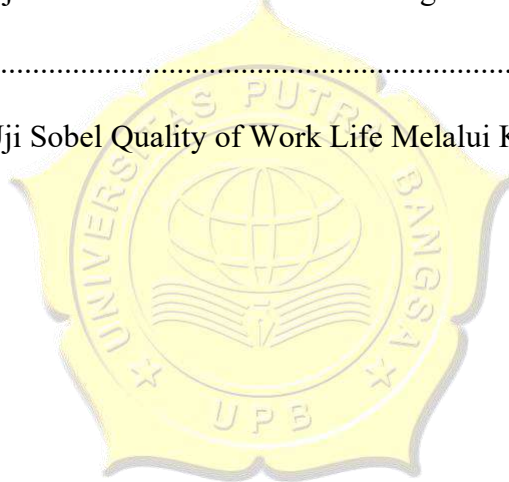 .......................................................................
Uji Sobel Quality of Work Life Melalui K
UNIVERSITAS PUTRA BANGSA
UPB